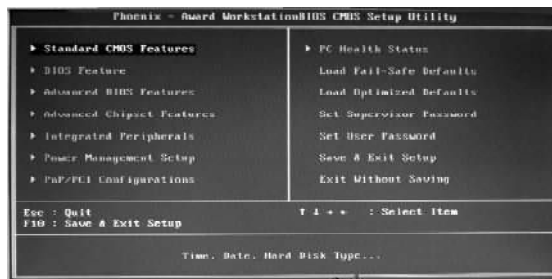 Phoenix - Award WorkstationBIOS CMOS Setup Utility
Standard CMOS Features
BIOS Feature
Advanced BIOS Features
Advanced Chipset Features
Integrated Peripherals
Power Management Setup
PnP/PCI Configurations
PC Health Status
Load Fail-Safe Defaults
Load Optimized Defaults
Set Supervisor Password
Set User Password
Save & Exit Setup
Exit Without Saving
Esc : Quit
F10 : Save & Exit Setup
↑ ↓ → ← : Select Item
Time, Date, Hard Disk Type...